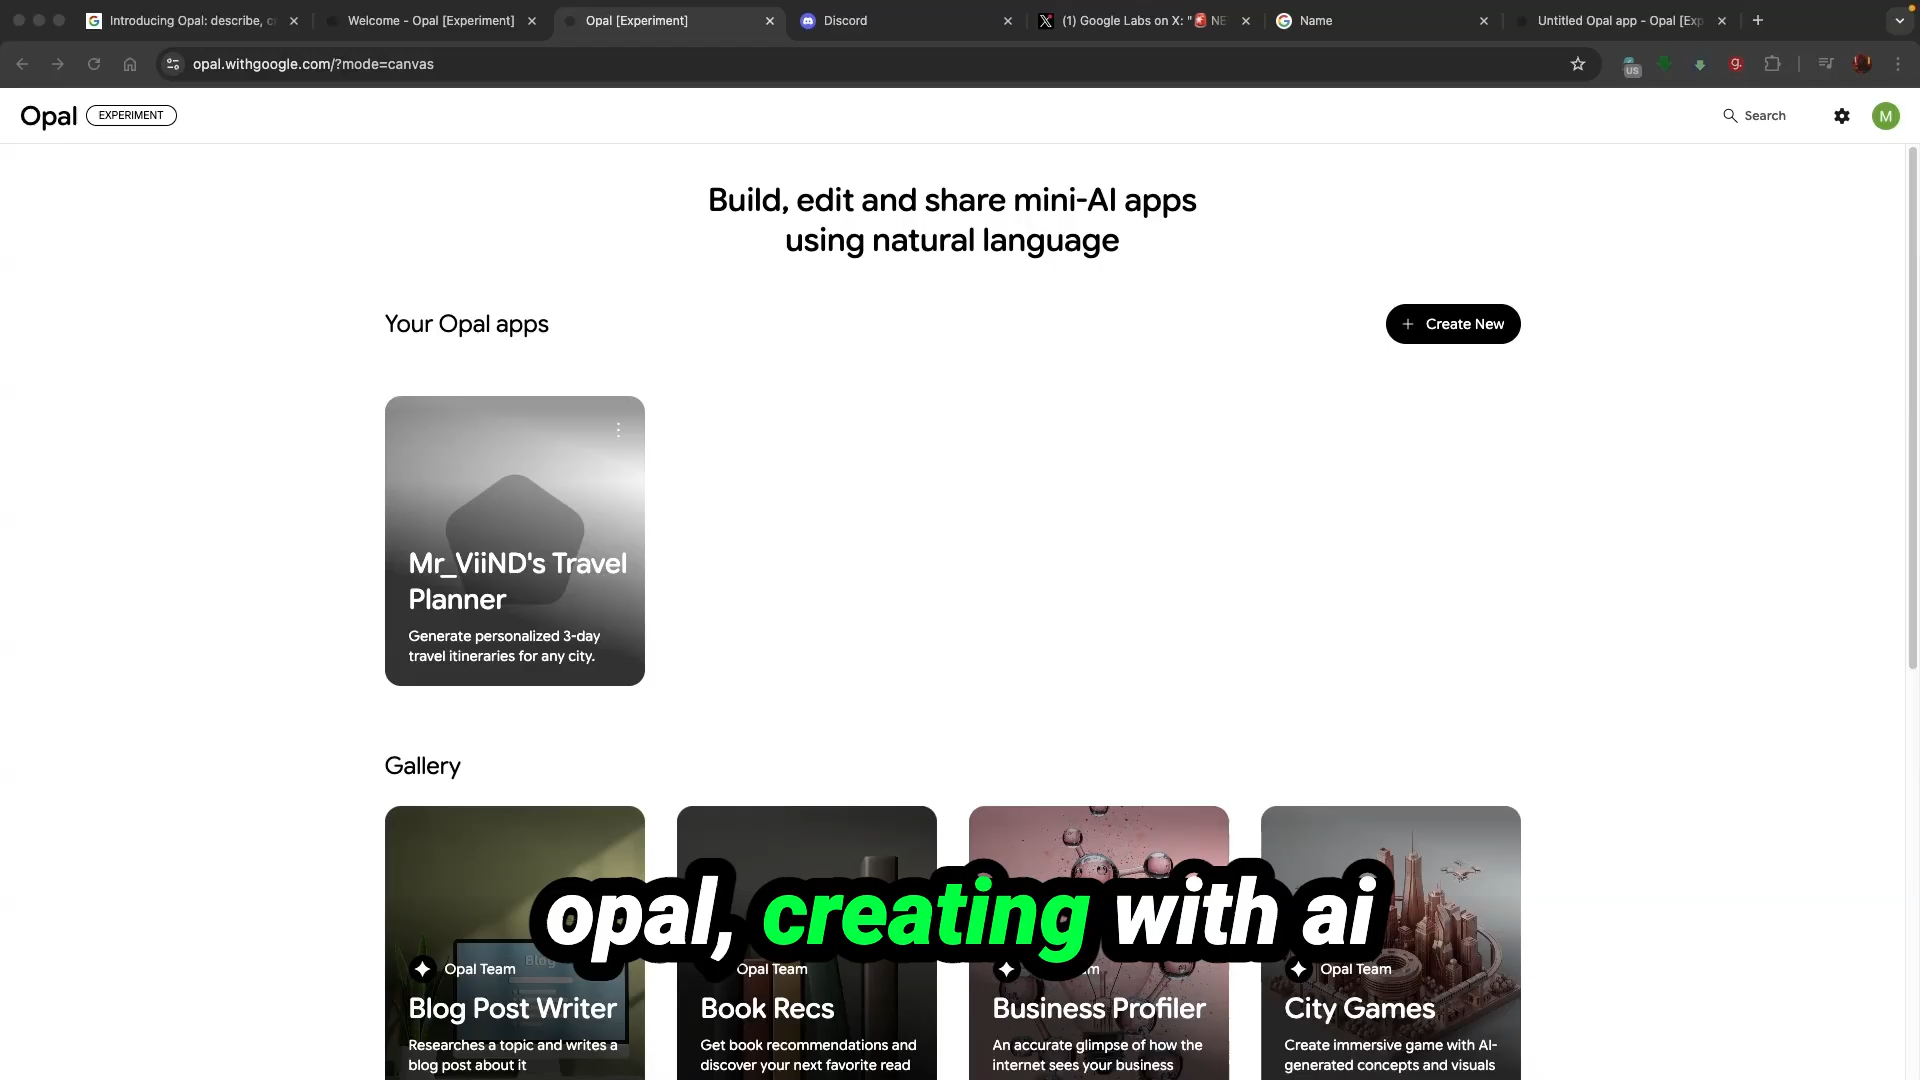 Introducing Opal: describe, cr
Welcome - Opal [Experiment]
Opal [Experiment]
Discord
(1) Google Labs on X: "🚨 NE
Name
Untitled Opal app - Opal [Exp
opal.withgoogle.com/?mode=canvas
US
g.
Opal
EXPERIMENT
Search
M
Build, edit and share mini-AI apps
using natural language
Your Opal apps
+ Create New
Mr_ViiND's Travel
Planner
Generate personalized 3-day
travel itineraries for any city.
Gallery
opal, creating with ai
Blog
Opal Team
Blog Post Writer
Researches a topic and writes a
blog post about it
Opal Team
Book Recs
Get book recommendations and
discover your next favorite read
Business Profiler
An accurate glimpse of how the
internet sees your business
Opal Team
City Games
Create immersive game with AI-
generated concepts and visuals